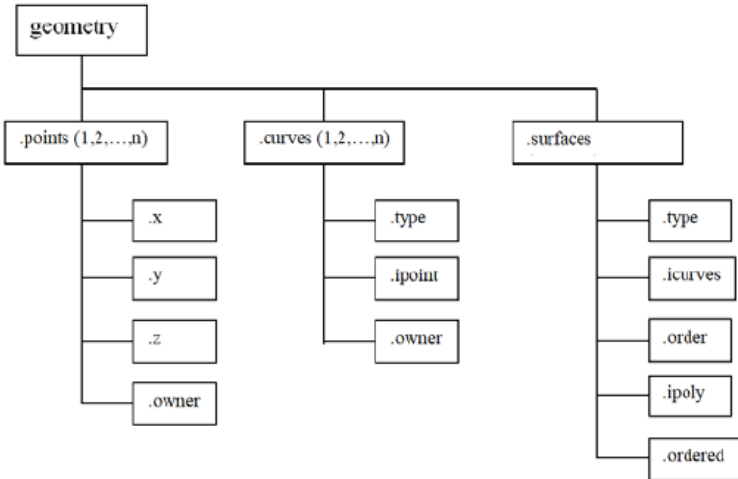 geometry
.points (1,2,...,n)
.curves (1,2,...,n)
.surfaces
.x
.y
.z
.owner
.type
.ipoint
.owner
.type
.icurves
.order
.ipoly
.ordered